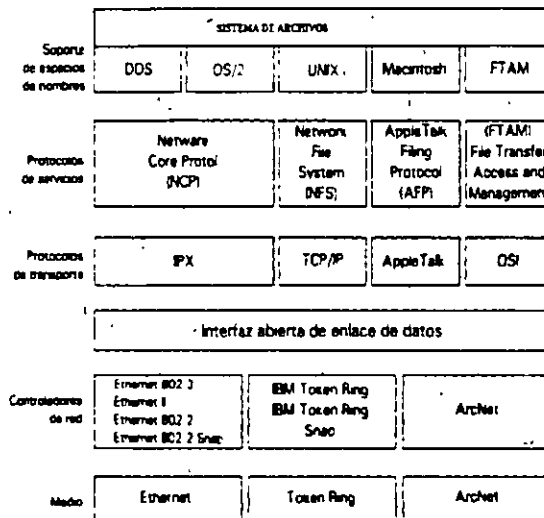 SISTEMA DE ARCHIVOS
Soporte
de espacios
de nombres
DOS
OS/2
UNIX
Macintosh
FTAM
Protocolos
de servicios
Netware
Core Protol
(NCP)
Network
File
System
(NFS)
AppleTalk
Filing
Protocol
(AFP)
(FTAM)
File Transfer
Access and
Management
Protocolos
de transporte
IPX
TCP/IP
AppleTalk
OSI
Interfaz abierta de enlace de datos
Controladores
de red
Ethernet 802 3
Ethernet II
Ethernet 802 2
Ethernet 802 2 Snap
IBM Token Ring
IBM Token Ring
Snap
ArcNet
Medio
Ethernet
Token Ring
ArcNet